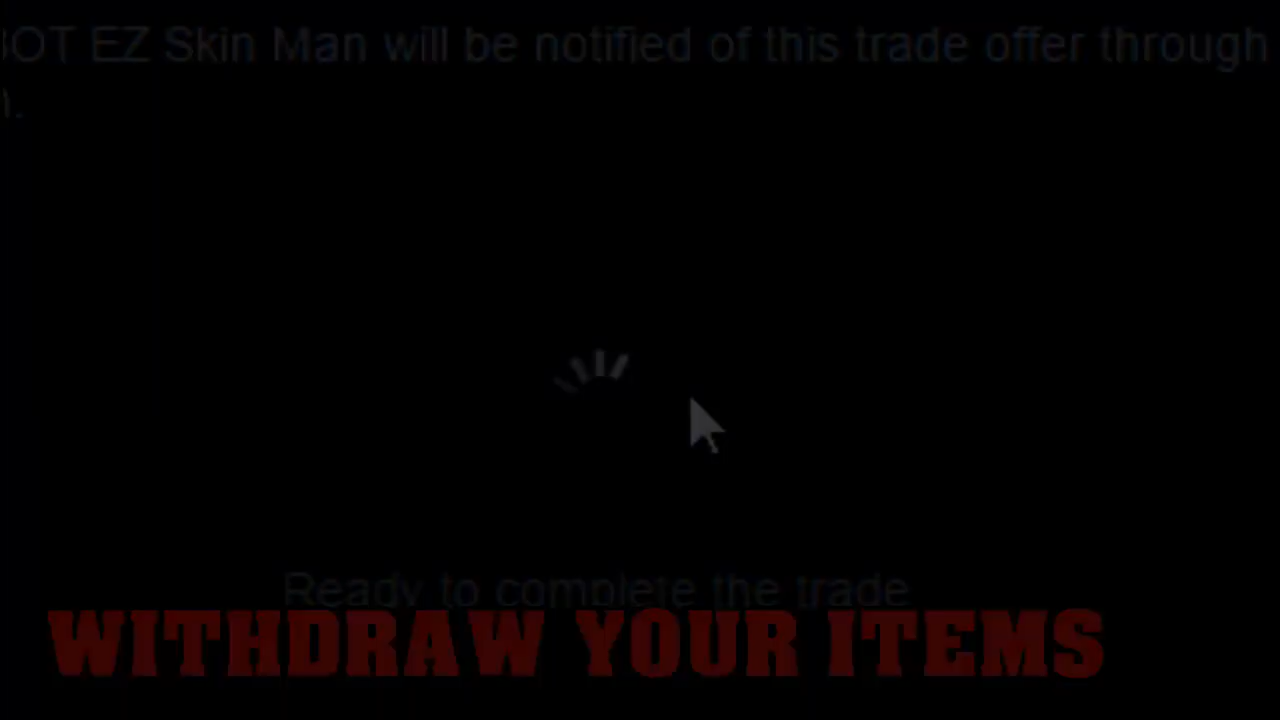 BOT EZ Skin Man will be notified of this trade offer through
Ready to complete the trade
WITHDRAW YOUR ITEMS